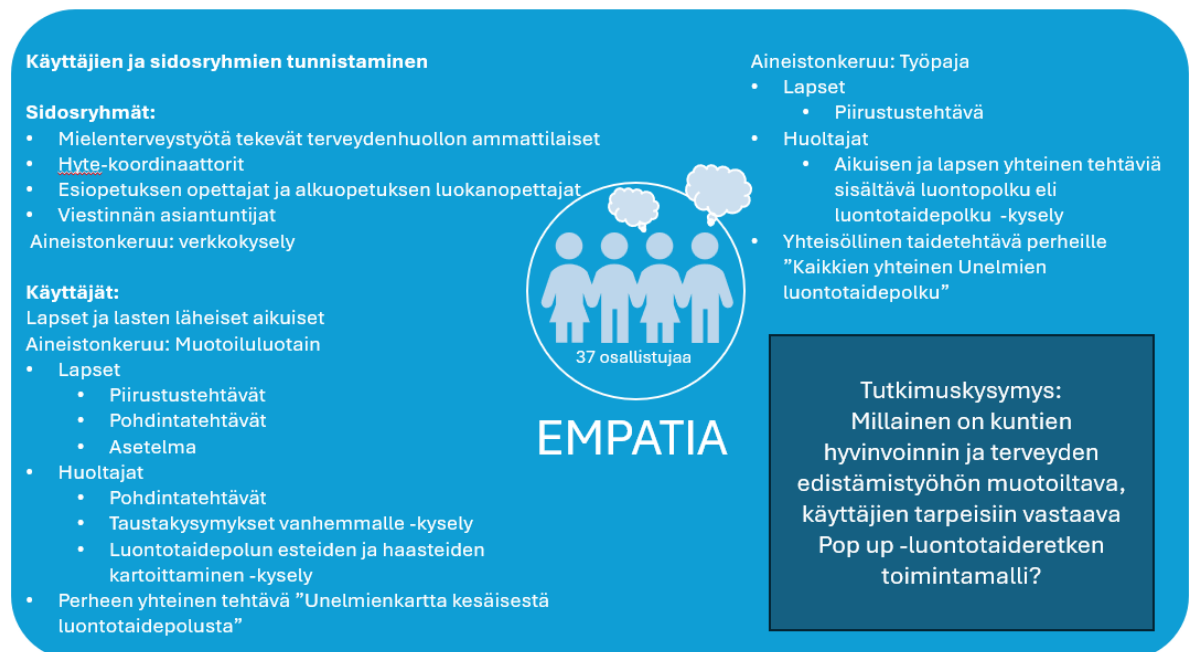 Käyttäjien ja sidosryhmien tunnistaminen
Sidosryhmät:
• Mielenterveystyötä tekevät terveydenhuollon ammattilaiset
• Hyte-koordinaattorit
• Esiopetuksen opettajat ja alkuopetuksen luokanopettajat
• Viestinnän asiantuntijat
Aineistonkeruu: verkkokysely
Käyttäjät:
Lapset ja lasten läheiset aikuiset
Aineistonkeruu: Muotoiluluotain
• Lapset
• Piirustustehtävät
• Pohdintatehtävät
• Asetelma
• Huoltajat
• Pohdintatehtävät
• Taustakysymykset vanhemmalle -kysely
• Luontotaidepolun esteiden ja haasteiden
kartoittaminen -kysely
• Perheen yhteinen tehtävä ”Unelmienkartta kesäisestä
luontotaidepolusta”
37 osallistujaa
EMPATIA
Aineistonkeruu: Työpaja
• Lapset
• Piirustustehtävä
• Huoltajat
• Aikuisen ja lapsen yhteinen tehtäviä
sisältävä luontopolku eli
luontotaidepolku -kysely
• Yhteisöllinen taidetehtävä perheille
”Kaikkien yhteinen Unelmien
luontotaidepolku”
Tutkimuskysymys:
Millainen on kuntien
hyvinvoinnin ja terveyden
edistämistyöhön muotoiltava,
käyttäjien tarpeisiin vastaava
Pop up -luontotaideretken
toimintamalli?